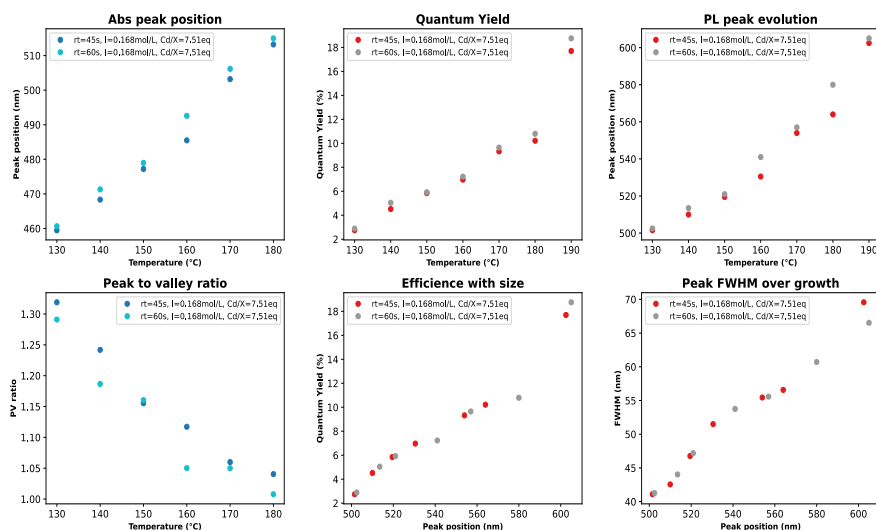 Abs peak position
rt=45s, I=0.168mol/L, Cd/X=7.51eq
rt=60s, I=0.168mol/L, Cd/X=7.51eq
Peak position (nm)
510
500
490
480
470
460
130 140 150 160 170 180
Temperature (°C)
Quantum Yield
rt=45s, I=0.168mol/L, Cd/X=7.51eq
rt=60s, I=0.168mol/L, Cd/X=7.51eq
Quantum Yield (%)
18
16
14
12
10
8
6
4
2
130 140 150 160 170 180 190
Temperature (°C)
PL peak evolution
rt=45s, I=0.168mol/L, Cd/X=7.51eq
rt=60s, I=0.168mol/L, Cd/X=7.51eq
Peak position (nm)
600
580
560
540
520
500
130 140 150 160 170 180 190
Temperature (°C)
Peak to valley ratio
rt=45s, I=0.168mol/L, Cd/X=7.51eq
rt=60s, I=0.168mol/L, Cd/X=7.51eq
PV ratio
1.30
1.25
1.20
1.15
1.10
1.05
1.00
130 140 150 160 170 180
Temperature (°C)
Efficience with size
rt=45s, I=0.168mol/L, Cd/X=7.51eq
rt=60s, I=0.168mol/L, Cd/X=7.51eq
Quantum Yield (%)
18
16
14
12
10
8
6
4
2
500 520 540 560 580 600
Peak position (nm)
Peak FWHM over growth
rt=45s, I=0.168mol/L, Cd/X=7.51eq
rt=60s, I=0.168mol/L, Cd/X=7.51eq
FWHM (nm)
70
65
60
55
50
45
40
500 520 540 560 580 600
Peak position (nm)